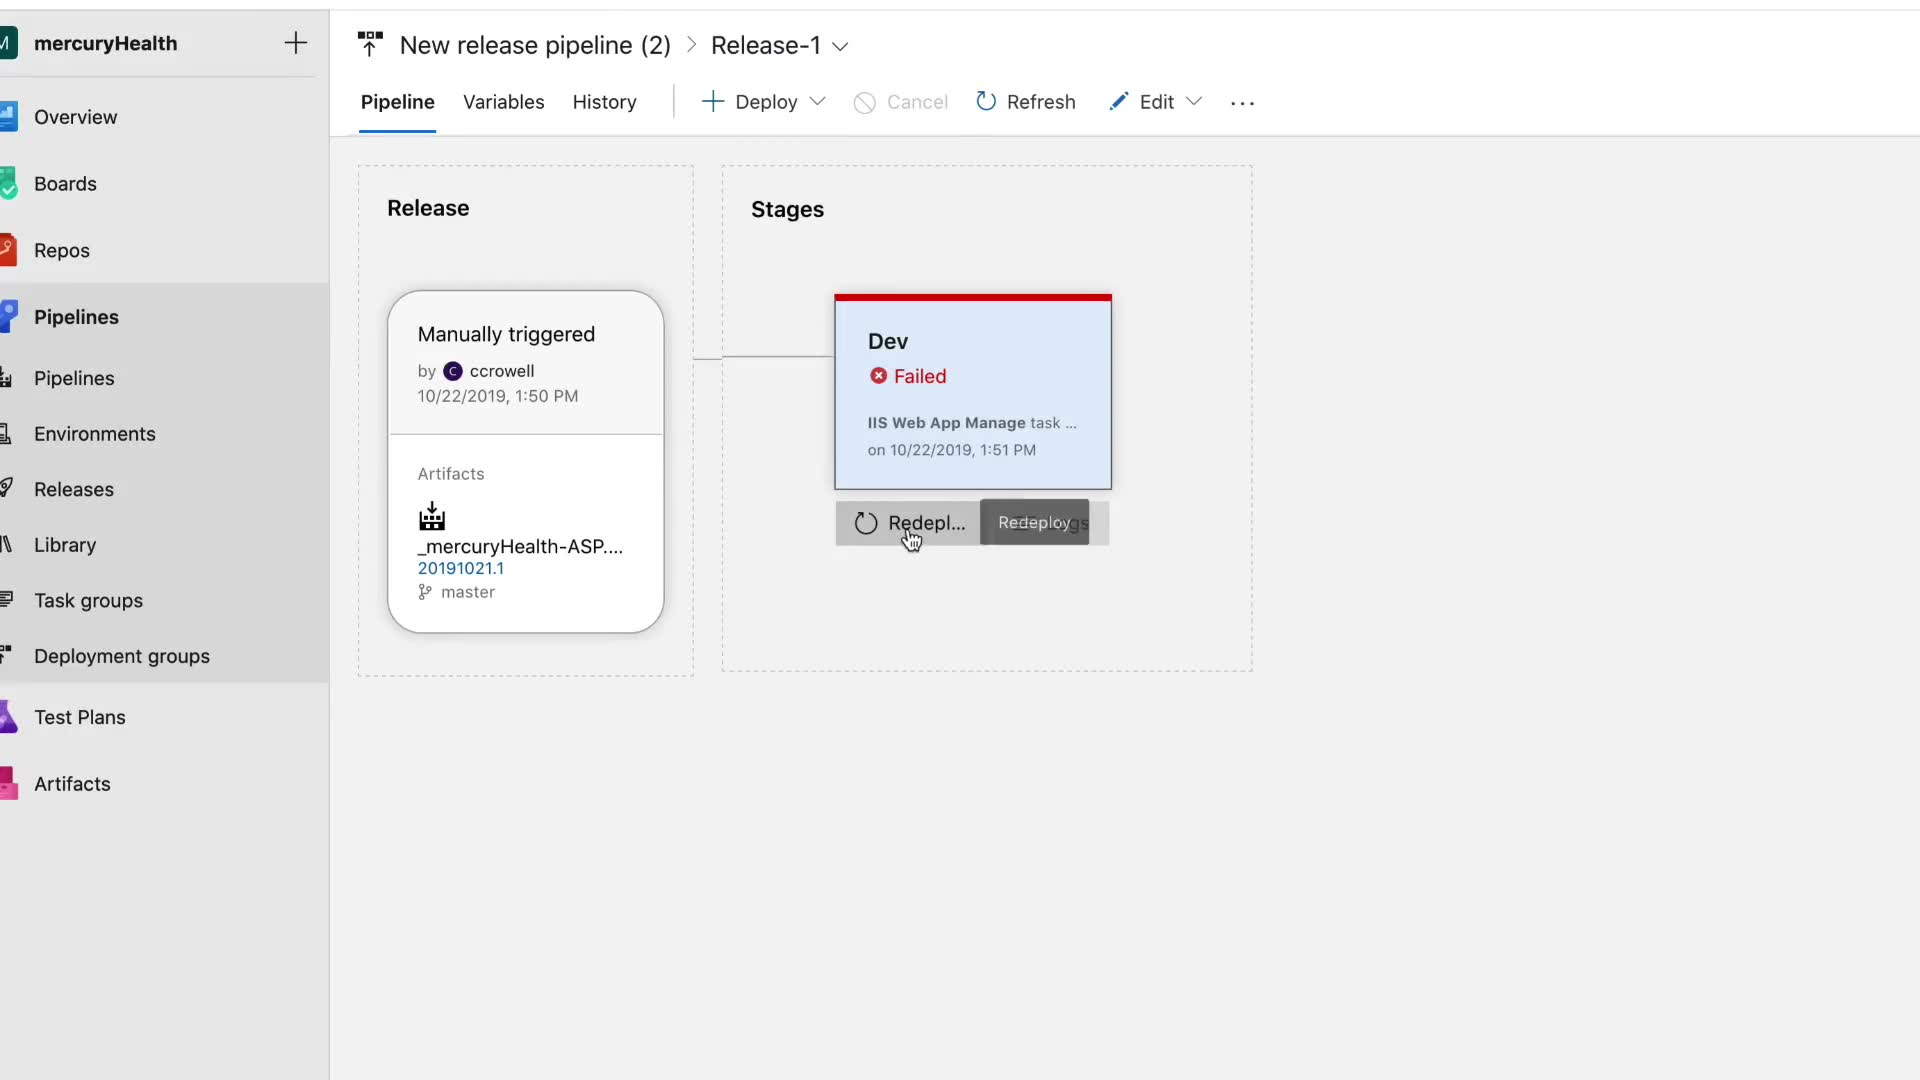 M mercuryHealth
Overview
Boards
Repos
Pipelines
Pipelines
Environments
Releases
Library
Task groups
Deployment groups
Test Plans
Artifacts
New release pipeline (2) > Release-1
Pipeline Variables History Deploy Cancel Refresh Edit ...
Release
Manually triggered
by C ccrowell
10/22/2019, 1:50 PM
Artifacts
_mercuryHealth-ASP....
20191021.1
master
Stages
Dev
Failed
IIS Web App Manage task ...
on 10/22/2019, 1:51 PM
Redepl...
Redeploy